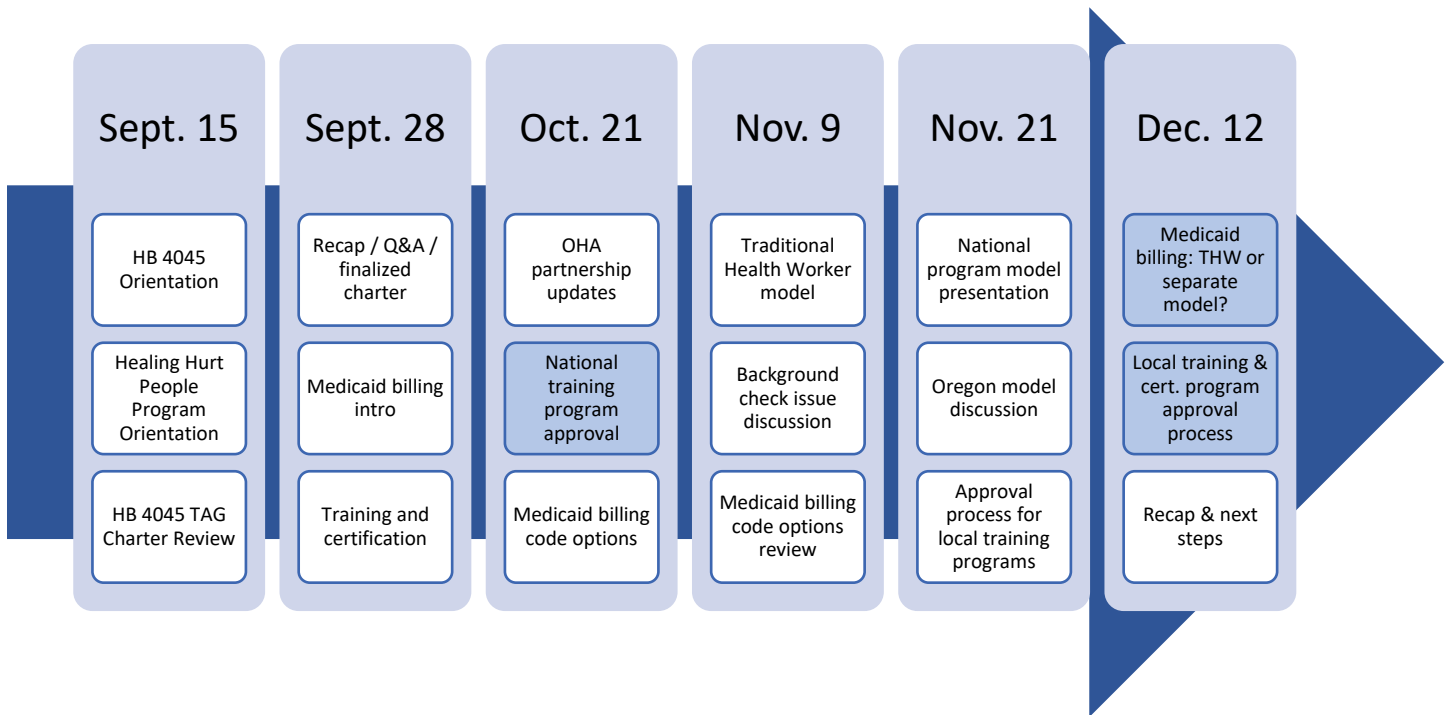 Sept. 15
HB 4045
Orientation
Healing Hurt
People
Program
Orientation
HB 4045 TAG
Charter Review
Sept. 28
Recap / Q&A /
finalized
charter
Medicaid billing
intro
Training and
certification
Oct. 21
OHA
partnership
updates
National
training
program
approval
Medicaid billing
code options
Nov. 9
Traditional
Health Worker
model
Background
check issue
discussion
Medicaid billing
code options
review
Nov. 21
National
program model
presentation
Oregon model
discussion
Approval
process for
local training
programs
Dec. 12
Medicaid
billing: THW or
separate
model?
Local training &
cert. program
approval
process
Recap & next
steps